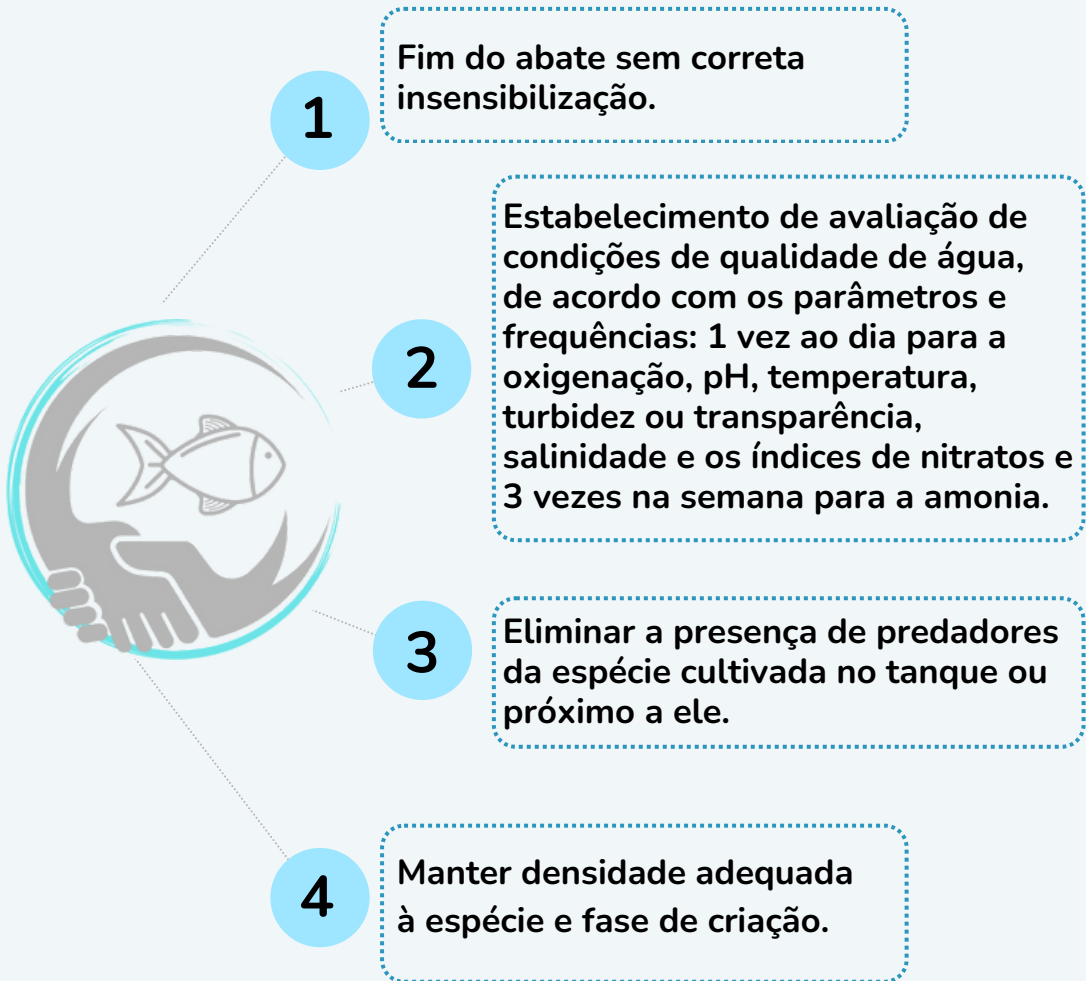 1
Fim do abate sem correta
insensibilização.
2
Estabelecimento de avaliação de
condições de qualidade de água,
de acordo com os parâmetros e
frequências: 1 vez ao dia para a
oxigenação, pH, temperatura,
turbidez ou transparência,
salinidade e os índices de nitratos e
3 vezes na semana para a amonia.
3
Eliminar a presença de predadores
da espécie cultivada no tanque ou
próximo a ele.
4
Manter densidade adequada
à espécie e fase de criação.